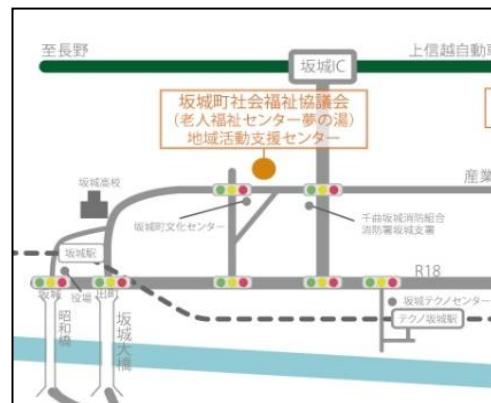 至長野
坂城IC
上信越自動車
坂城町社会福祉協議会
（老人福祉センター夢の湯）
地域活動支援センター
坂城高校
産業
坂城町文化センター
千曲坂城消防組合
消防署坂城支署
坂城駅
R18
坂城
役場
田町
坂城テクノセンター
テクノ坂城駅
昭和橋
坂城大橋